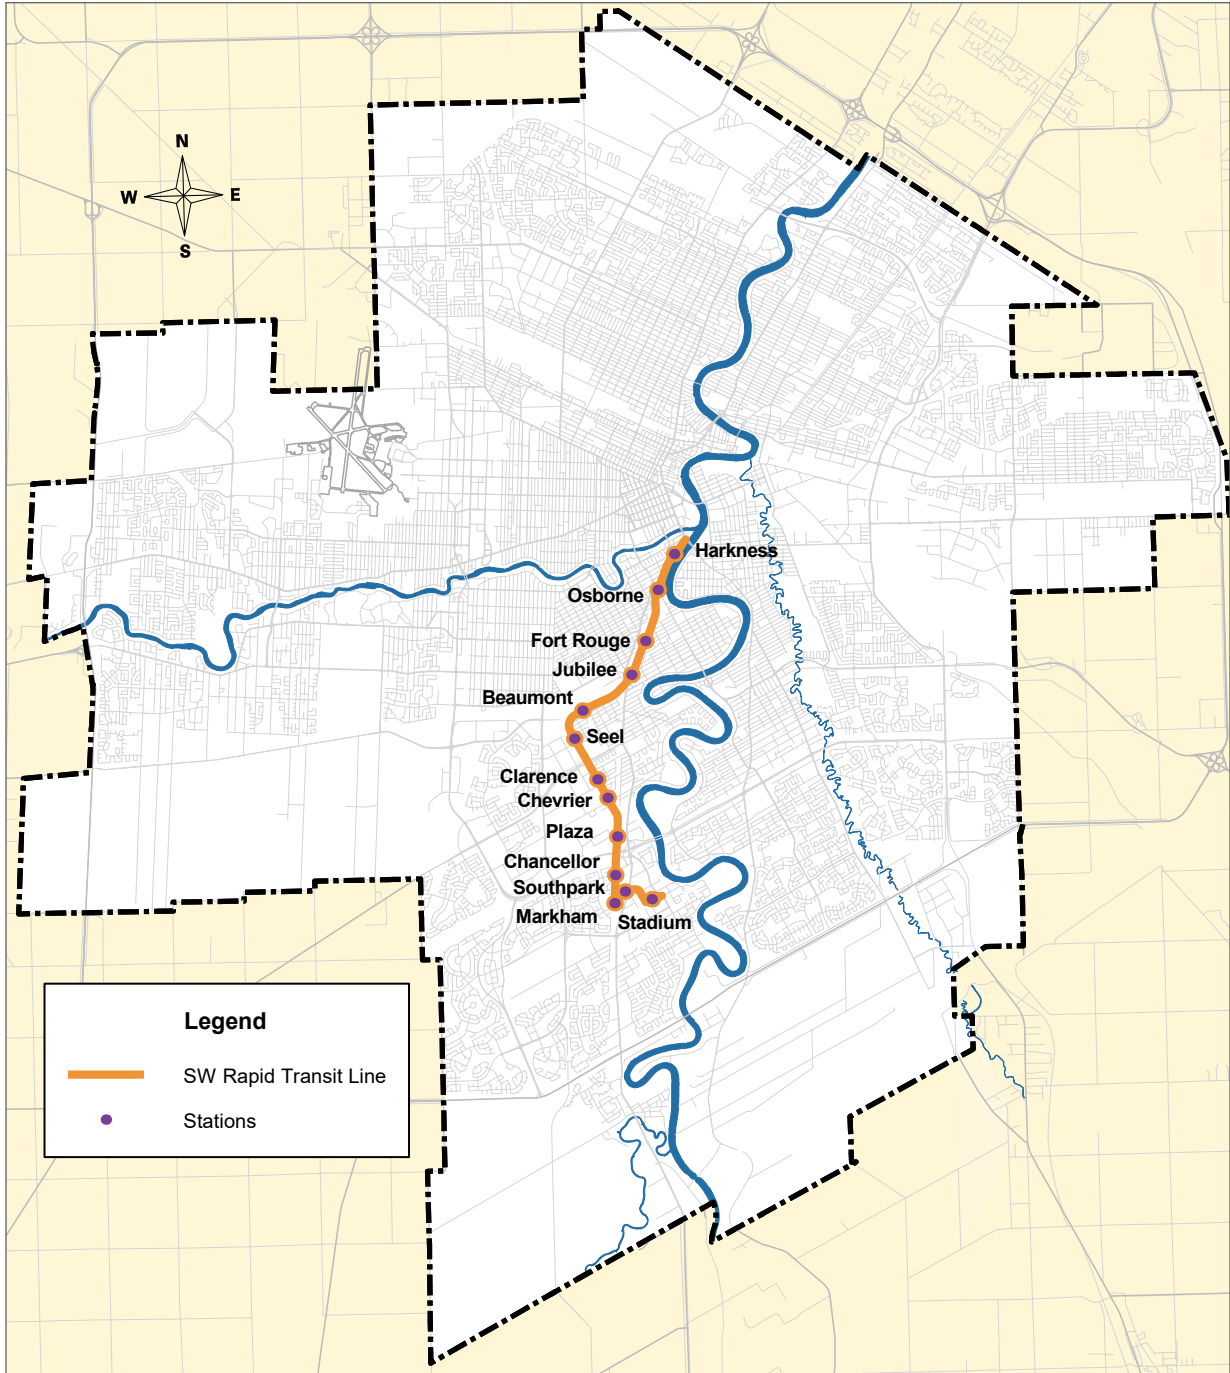 N
W
E
S
Harkness
Osborne
Fort Rouge
Jubilee
Beaumont
Seel
Clarence
Chevrier
Plaza
Chancellor
Southpark
Markham
Stadium
Legend
SW Rapid Transit Line
Stations